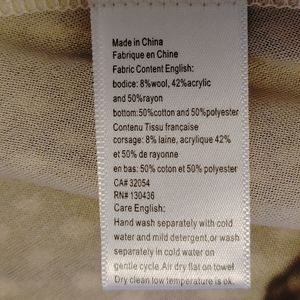 Made in China
Fabrique en Chine
Fabric Content English:
bodice: 8%wool, 42%acrylic
and 50%rayon
bottom:50%cotton and 50%polyester
Contenu Tissu française
corsage: 8% laine, acrylique 42%
et 50% de rayonne
en bas: 50% coton et 50% polyester
CA# 32054
RN# 130436
Care English:
Hand wash separately with cold
water and mild detergent,or wash
separately in cold water on
gentle cycle.Air dry flat on towel
Dry clean low temperature is ok.